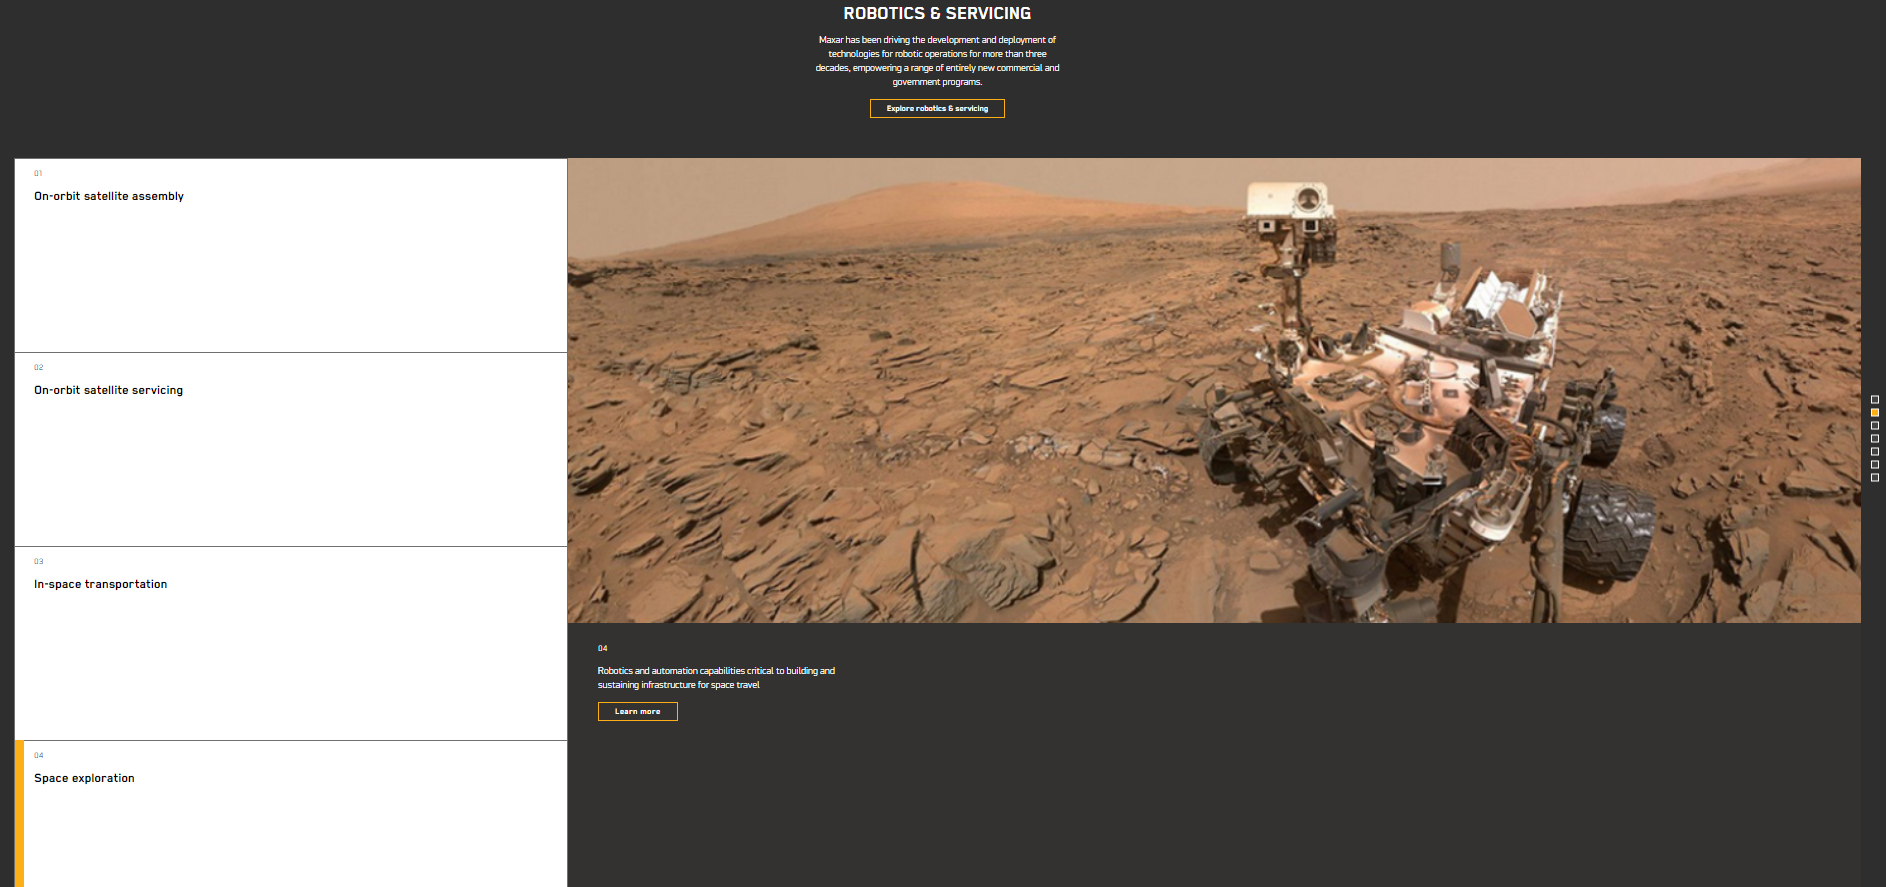 ROBOTICS & SERVICING
Maxar has been driving the development and deployment of
technologies for robotic operations for more than three
decades, empowering a range of entirely new commercial and
government programs.
Explore robotics & servicing
01
On-orbit satellite assembly
02
On-orbit satellite servicing
03
In-space transportation
04
Space exploration
04
Robotics and automation capabilities critical to building and
sustaining infrastructure for space travel
Learn more